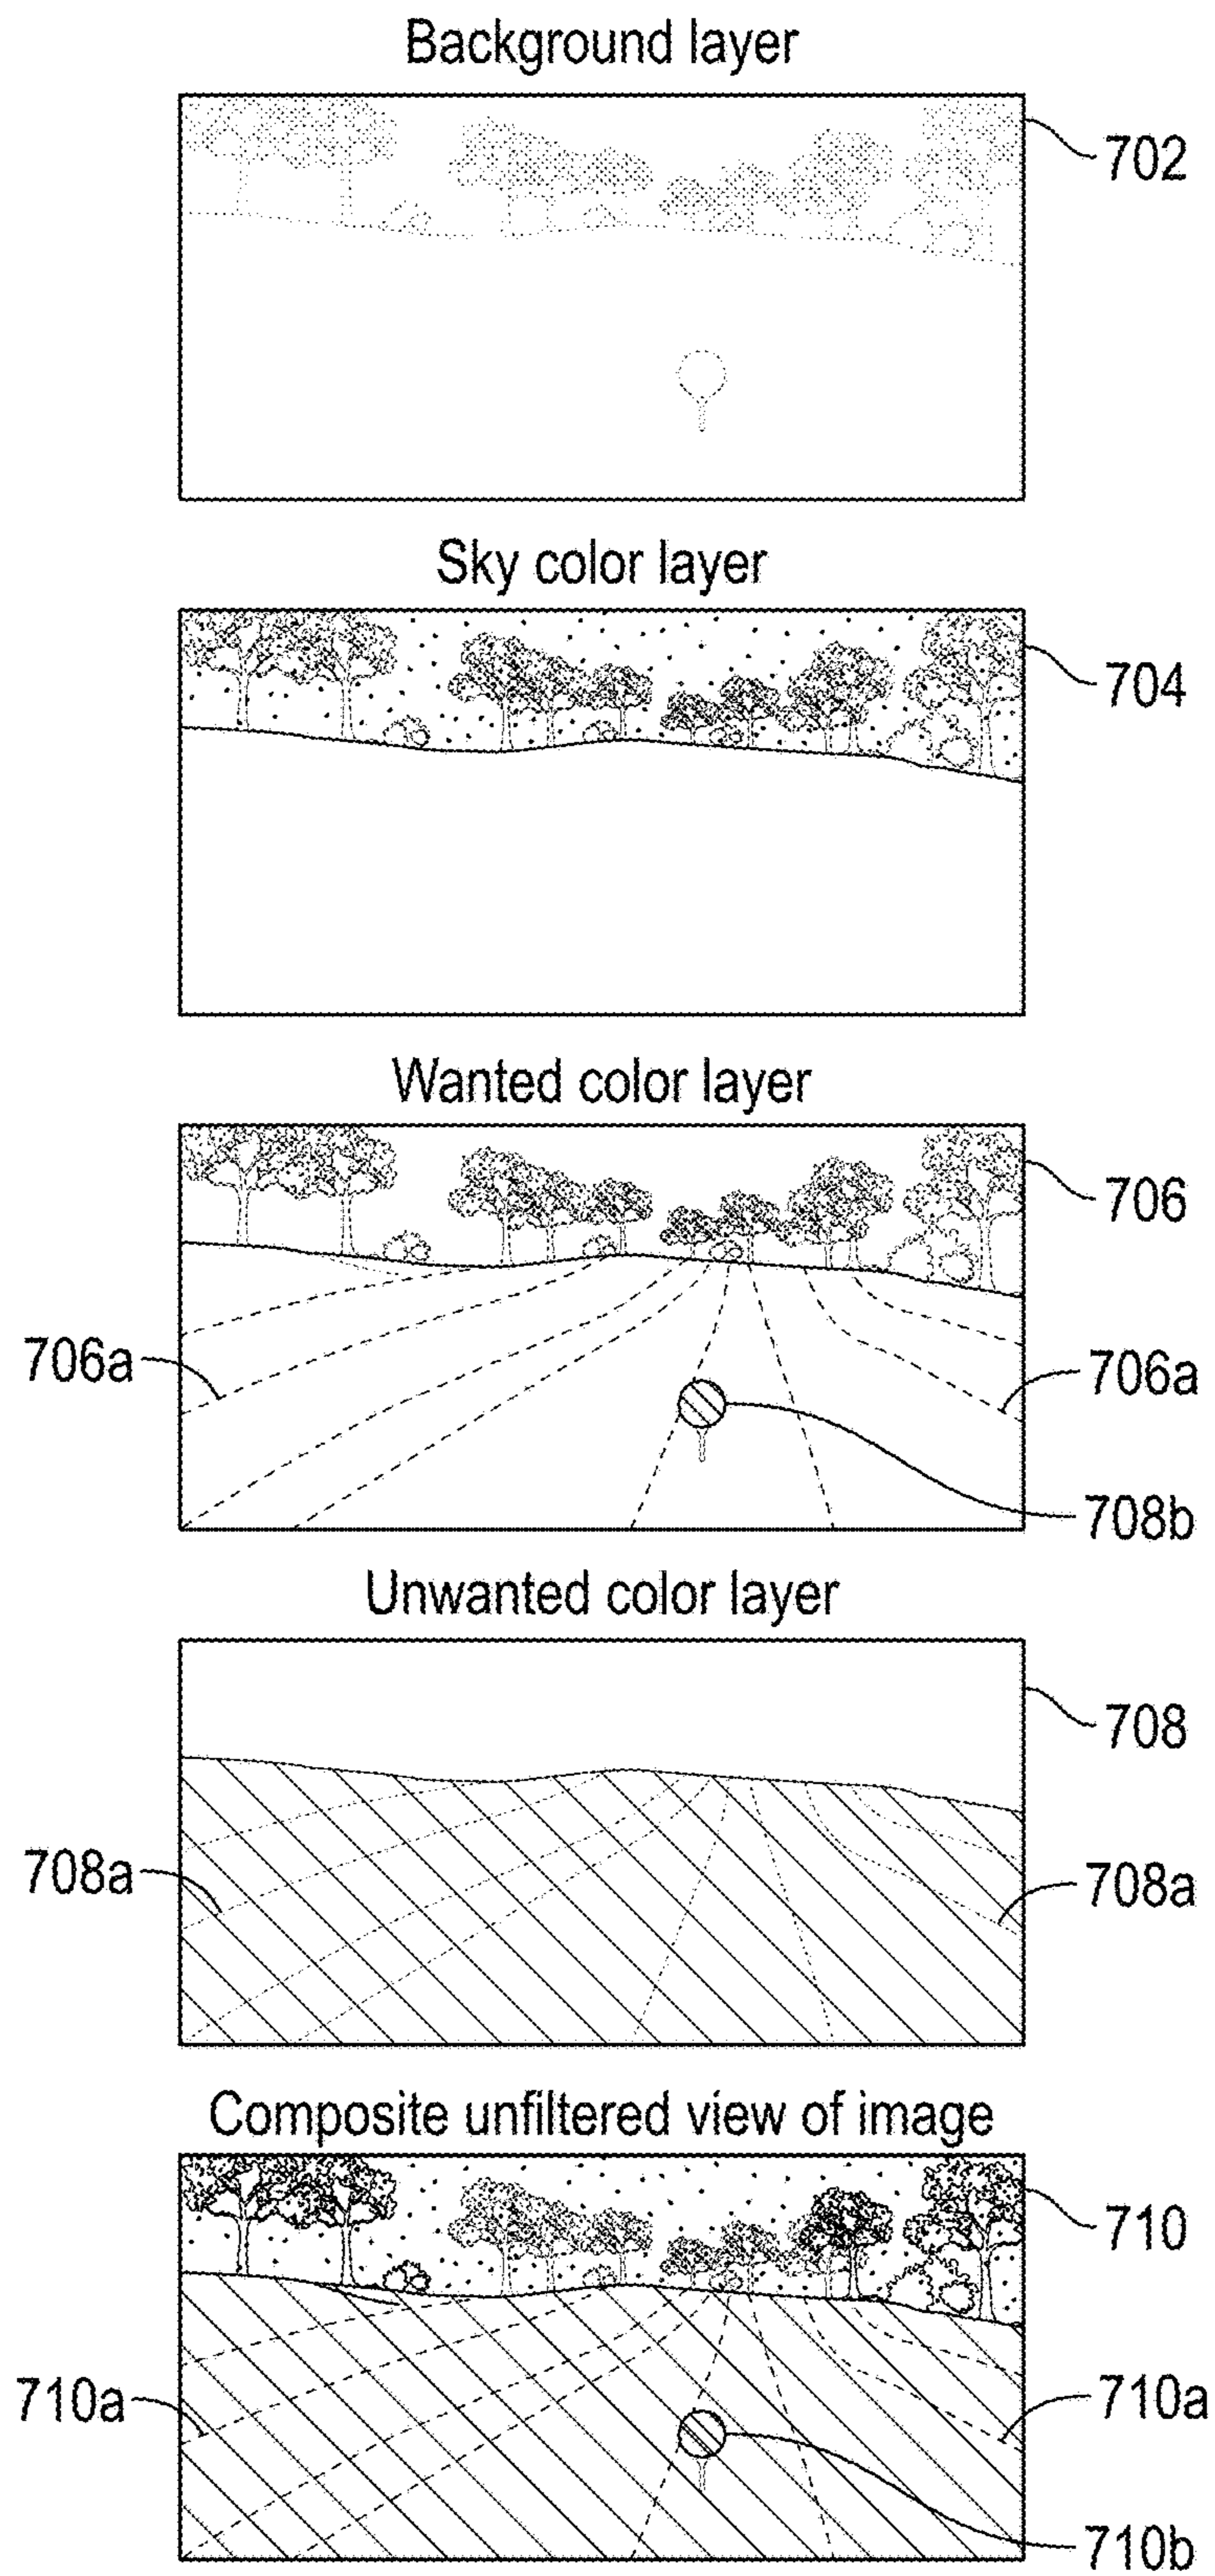 Background layer
702
Sky color layer
704
Wanted color layer
706
706a
706a
708b
Unwanted color layer
708
708a
708a
Composite unfiltered view of image
710
710a
710a
710b